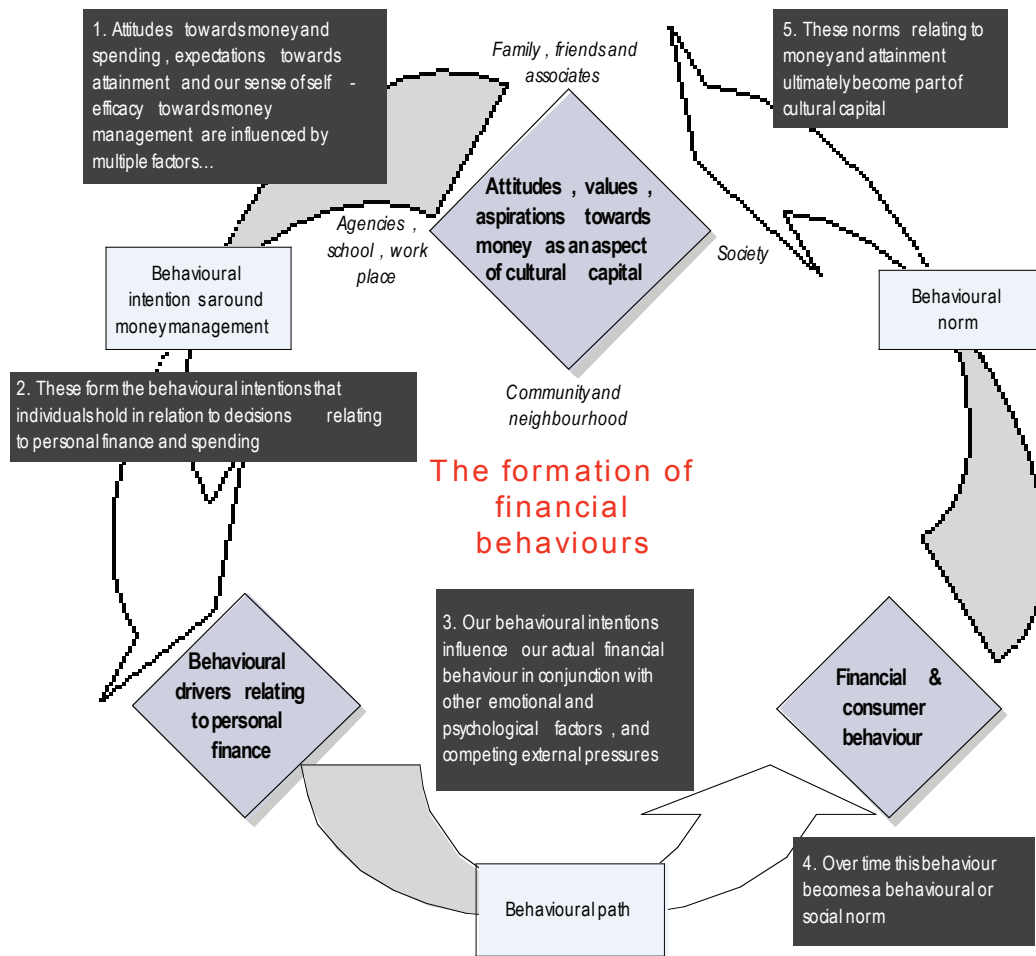 1. Attitudes towards money and
spending , expectations towards
attainment and our sense of self -
efficacy towards money
management are influenced by
multiple factors…
Family , friends and
associates
5. These norms relating to
money and attainment
ultimately become part of
cultural capital
Attitudes , values ,
aspirations towards
money as an aspect
of cultural capital
Agencies ,
school , work
place
Society
Behavioural
intention s around
money management
Behavioural
norm
2. These form the behavioural intentions that
individuals hold in relation to decisions relating
to personal finance and spending
Community and
neighbourhood
The formation of
financial
behaviours
3. Our behavioural intentions
influence our actual financial
behaviour in conjunction with
other emotional and
psychological factors , and
competing external pressures
Behavioural
drivers relating
to personal
finance
Financial &
consumer
behaviour
4. Over time this behaviour
becomes a behavioural or
social norm
Behavioural path